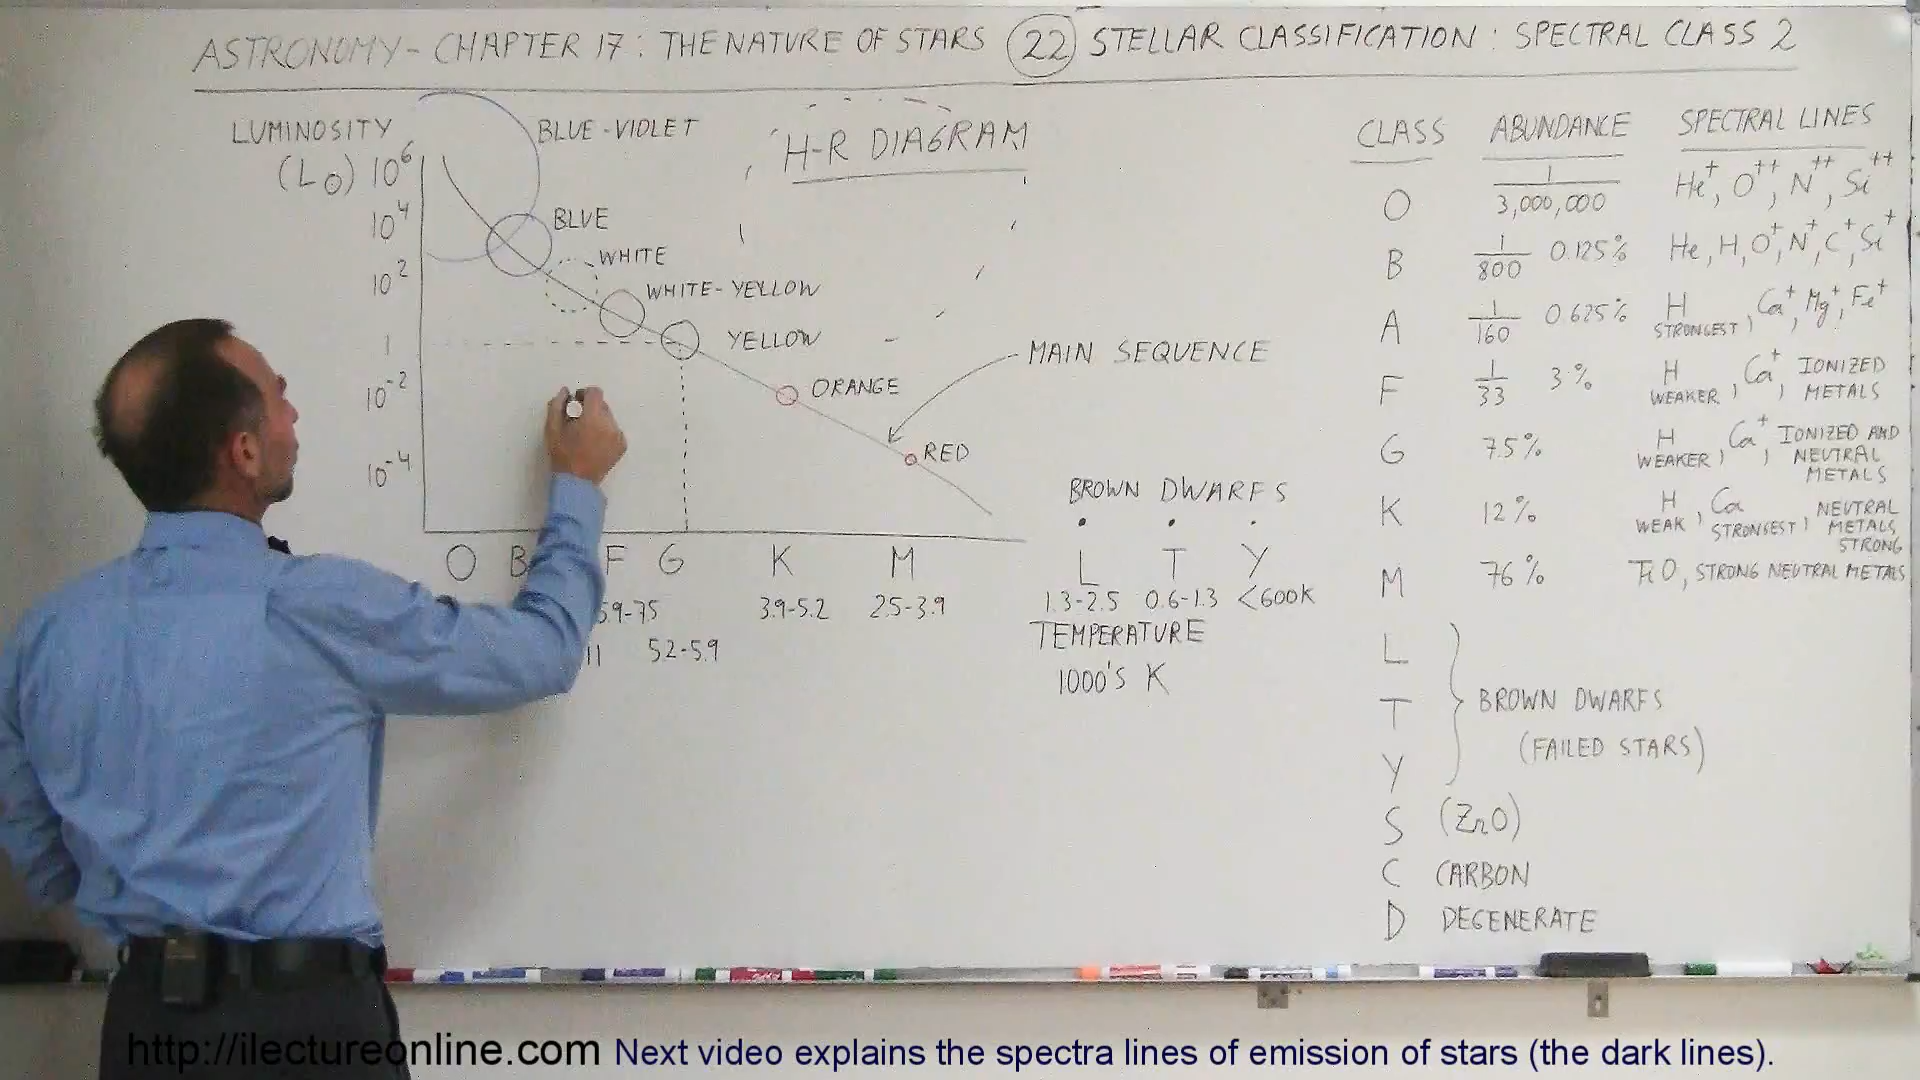 ASTRONOMY - CHAPTER 17: THE NATURE OF STARS 22 STELLAR CLASSIFICATION: SPECTRAL CLASS 2
LUMINOSITY
(L⊙) 10⁶
10⁴
10²
1
10⁻²
10⁻⁴
BLUE-VIOLET
BLUE
WHITE
WHITE-YELLOW
YELLOW
ORANGE
RED
H-R DIAGRAM
MAIN SEQUENCE
BROWN DWARFS
O B F G K M L T Y
5.9-7.5 3.9-5.2 2.5-3.9 1.3-2.5 0.6-1.3 <600K
11 5.2-5.9
TEMPERATURE
1000'S K
CLASS ABUNDANCE SPECTRAL LINES
O 1/3,000,000 He⁺, O⁺⁺, N⁺⁺, Si⁺⁺
B 1/800 0.125% He, H, O⁺, N⁺, C⁺, Si⁺
A 1/160 0.625% H STRONGEST, Ca⁺, Mg⁺, Fe⁺
F 1/33 3% H WEAKER, Ca⁺, IONIZED METALS
G 7.5% H WEAKER, Ca⁺, IONIZED AND NEUTRAL METALS
K 12% H WEAK, Ca STRONGEST, NEUTRAL METALS STRONG
M 76% TiO, STRONG NEUTRAL METALS
L
T
Y
BROWN DWARFS
(FAILED STARS)
S (ZrO)
C CARBON
D DEGENERATE
http://ilectureonline.com Next video explains the spectra lines of emission of stars (the dark lines).